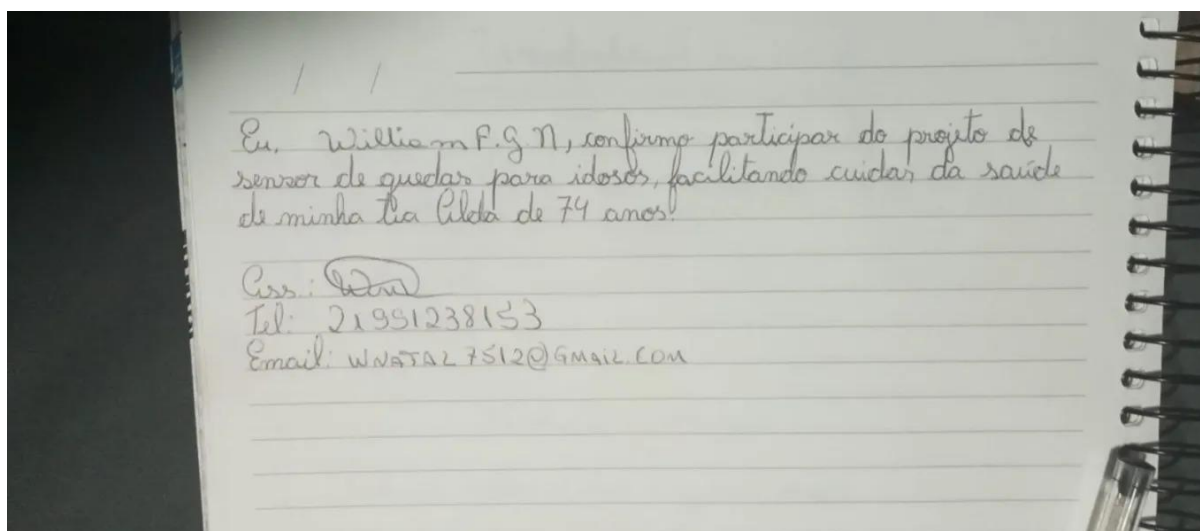 / /
Eu, William F.G N, confirmo participar do projeto de
sensor de quedas para idosos, facilitando cuidar da saúde
de minha tia de 74 anos!
Ass:
Tel: 21991238153
Email: WNATAL7512@GMAIL.COM